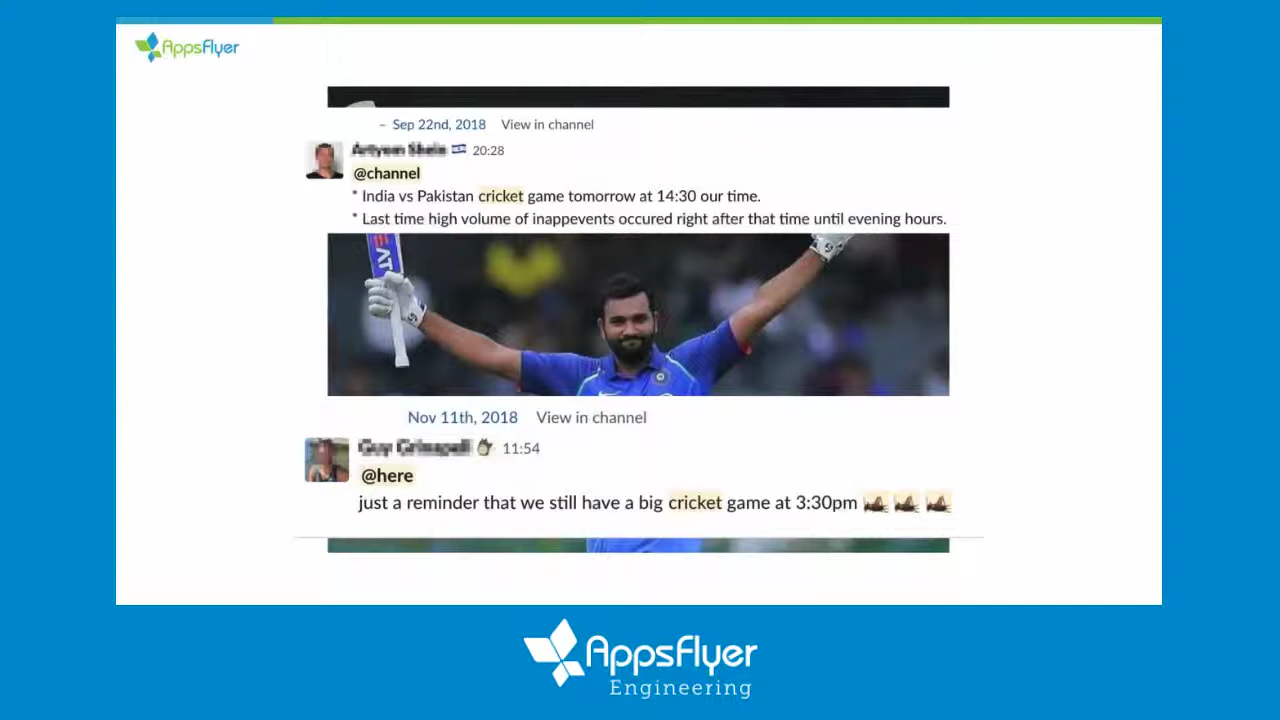 AppsFlyer
– Sep 22nd, 2018 View in channel
20:28
@channel
* India vs Pakistan cricket game tomorrow at 14:30 our time.
* Last time high volume of inappevents occured right after that time until evening hours.
Nov 11th, 2018 View in channel
11:54
@here
just a reminder that we still have a big cricket game at 3:30pm
AppsFlyer
Engineering